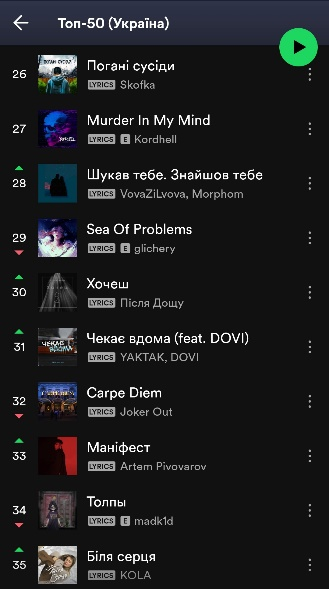 Топ-50 (Україна)
26
Погані сусіди
LYRICS Skofka
27
Murder In My Mind
LYRICS E Kordhell
28
Шукав тебе. Знайшов тебе
LYRICS VovaZiLvova, Morphom
29
Sea Of Problems
LYRICS E glichery
30
Хочеш
LYRICS Після Дощу
31
Чекає вдома (feat. DOVI)
LYRICS YAKTAK, DOVI
32
Carpe Diem
LYRICS Joker Out
33
Маніфест
LYRICS Artem Pivovarov
34
Толпы
LYRICS E madk1d
35
Біля серця
LYRICS KOLA